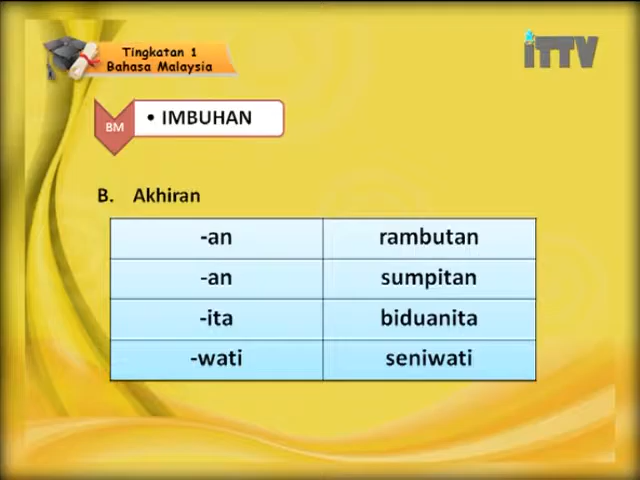 Tingkatan 1
Bahasa Malaysia
iTTV
BM
• IMBUHAN
B. Akhiran
-an rambutan
-an sumpitan
-ita biduanita
-wati seniwati